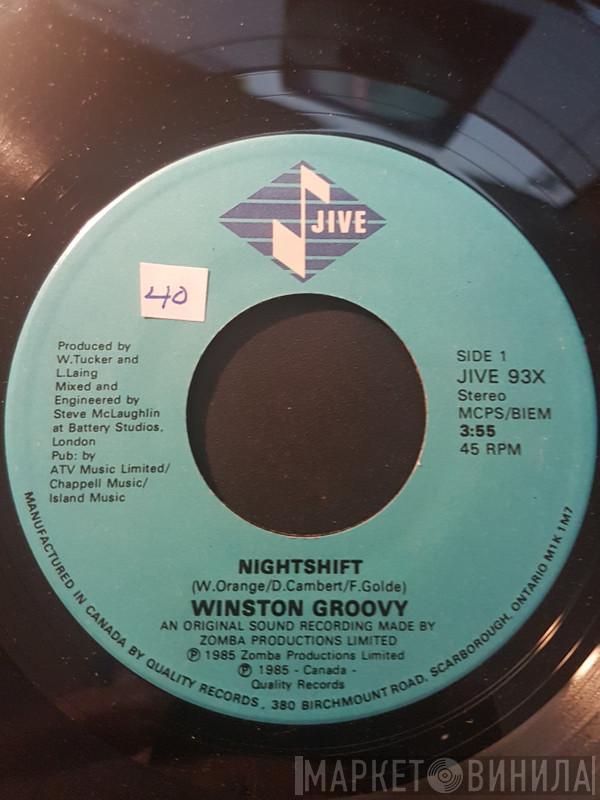 JIVE
40
Produced by
W.Tucker and
L.Laing
Mixed and
Engineered by
Steve McLaughlin
at Battery Studios,
London
Pub: by
ATV Music Limited/
Chappell Music/
Island Music
SIDE 1
JIVE 93X
Stereo
MCPS/BIEM
3:55
45 RPM
NIGHTSHIFT
(W.Orange/D.Cambert/F.Golde)
WINSTON GROOVY
AN ORIGINAL SOUND RECORDING MADE BY
ZOMBA PRODUCTIONS LIMITED
℗ 1985 Zomba Productions Limited
℗ 1985 - Canada -
Quality Records
MANUFACTURED IN CANADA BY QUALITY RECORDS, 380 BIRCHMOUNT ROAD, SCARBOROUGH, ONTARIO M1K 1M7
МАРКЕТ ВИНИЛА